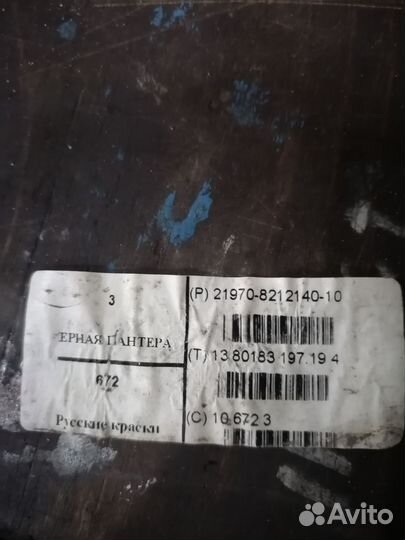 3
ЕРНАЯ ПАНТЕРА
672
Русские краски
(P) 21970-8212140-10
(T) 13 80183 197.19 4
(C) 10 672 3
Avito